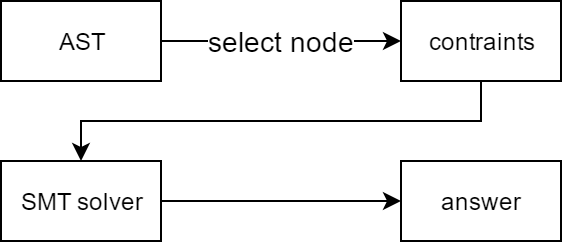 AST
select node
contraints
SMT solver
answer